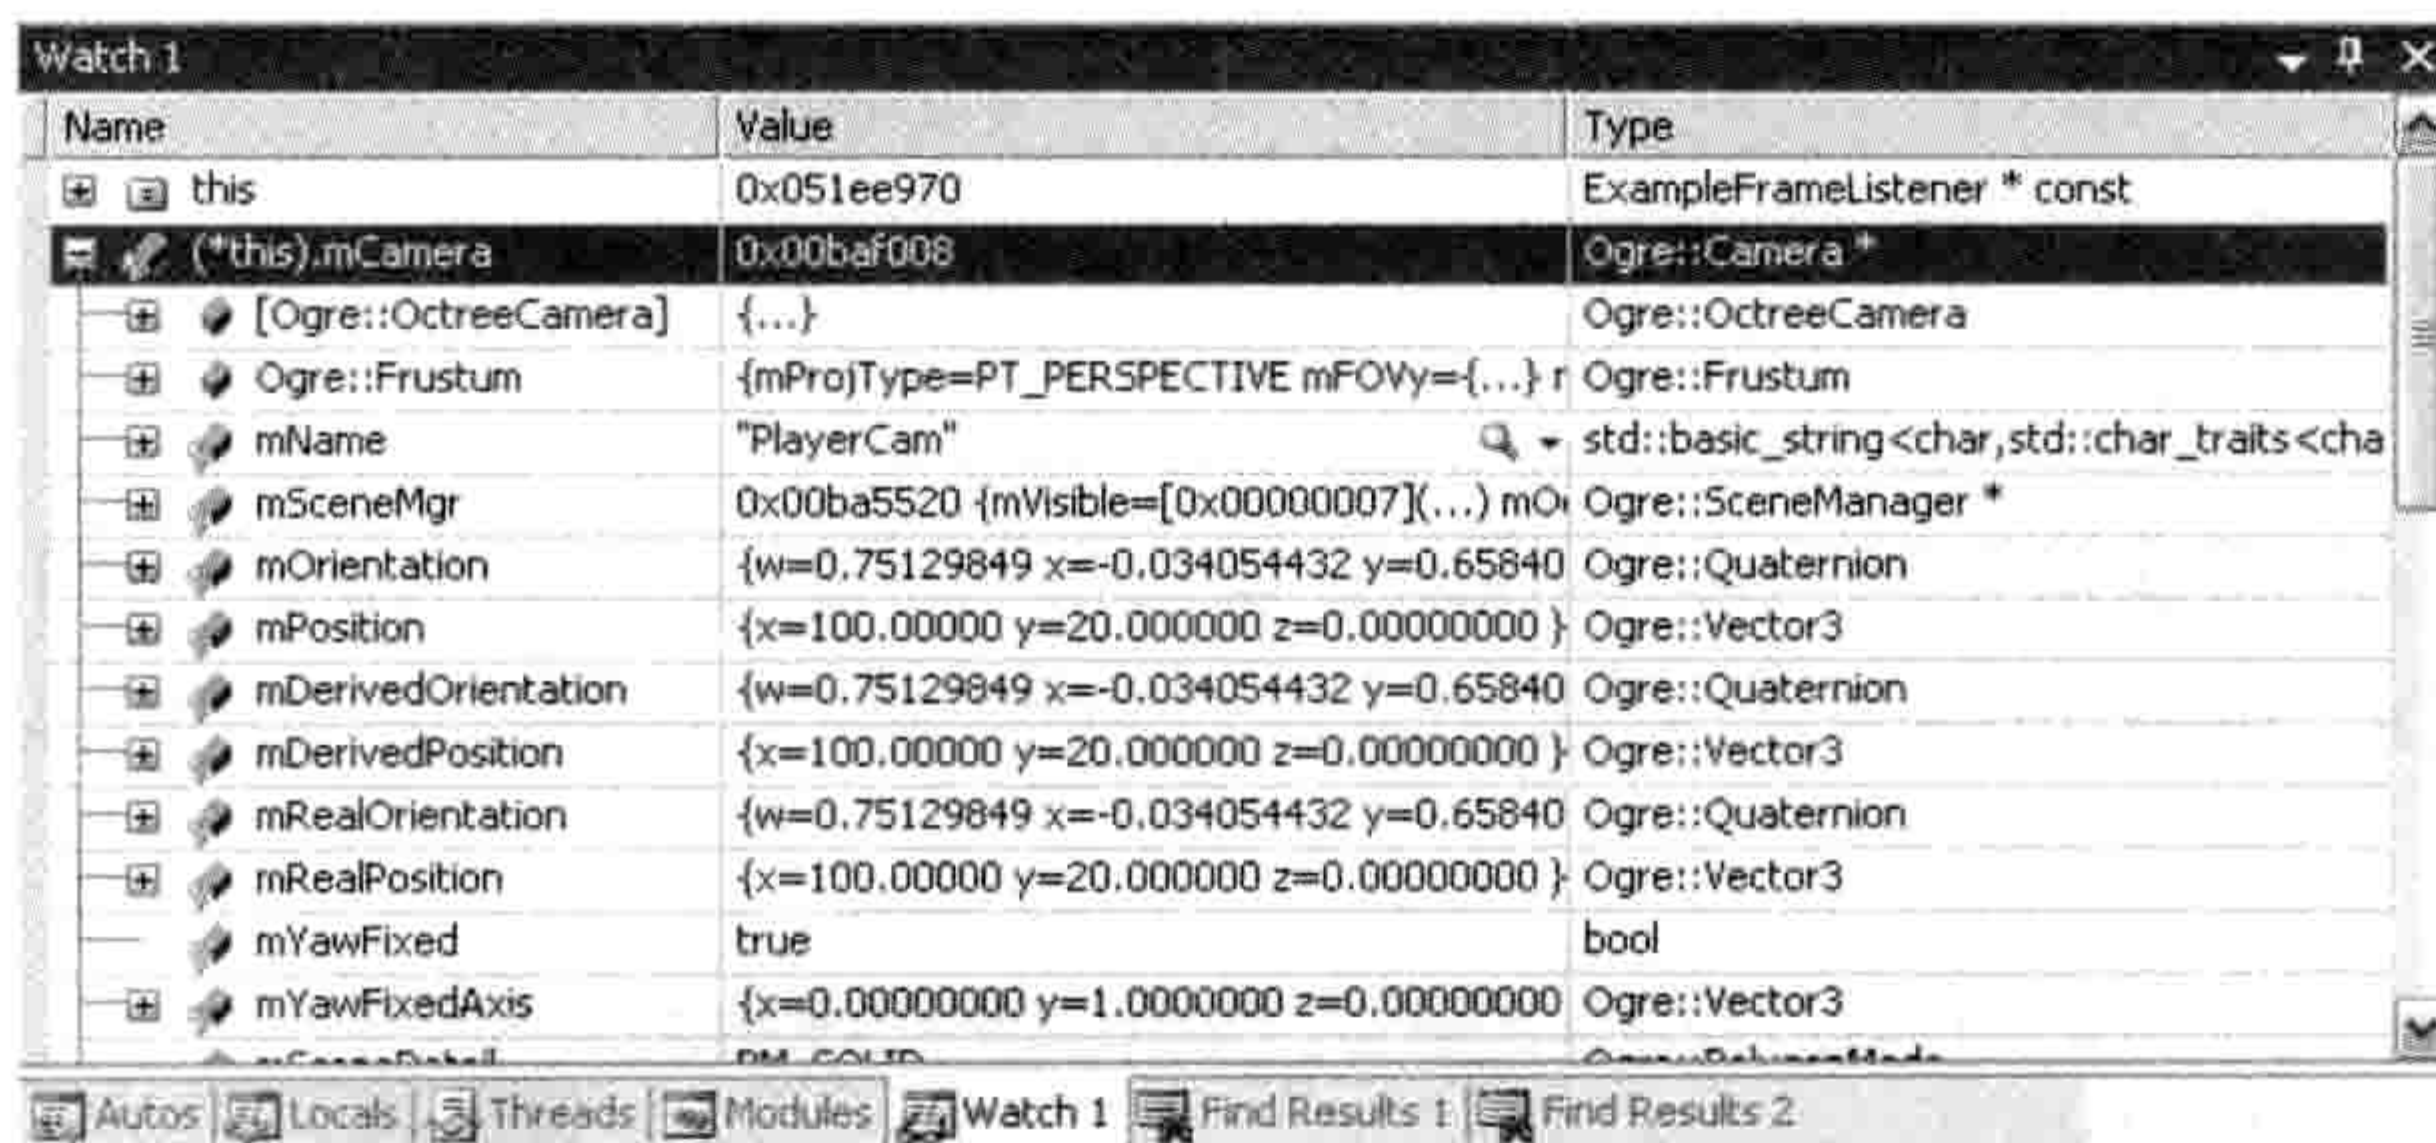 Watch 1
Name Value Type
this 0x051ee970 ExampleFrameListener * const
(*this).mCamera 0x00baf008 Ogre::Camera *
[Ogre::OctreeCamera] {...} Ogre::OctreeCamera
Ogre::Frustum {mProjType=PT_PERSPECTIVE mFOVy={...} r Ogre::Frustum
mName "PlayerCam" std::basic_string<char,std::char_traits<cha
mSceneMgr 0x00ba5520 {mVisible=[0x00000007](...) mO Ogre::SceneManager *
mOrientation {w=0.75129849 x=-0.034054432 y=0.65840 Ogre::Quaternion
mPosition {x=100.00000 y=20.000000 z=0.00000000 } Ogre::Vector3
mDerivedOrientation {w=0.75129849 x=-0.034054432 y=0.65840 Ogre::Quaternion
mDerivedPosition {x=100.00000 y=20.000000 z=0.00000000 } Ogre::Vector3
mRealOrientation {w=0.75129849 x=-0.034054432 y=0.65840 Ogre::Quaternion
mRealPosition {x=100.00000 y=20.000000 z=0.00000000 } Ogre::Vector3
mYawFixed true bool
mYawFixedAxis {x=0.00000000 y=1.0000000 z=0.00000000 Ogre::Vector3
mSceneDetail PM_SOLID Ogre::PolygonMode
Autos Locals Threads Modules Watch 1 Find Results 1 Find Results 2